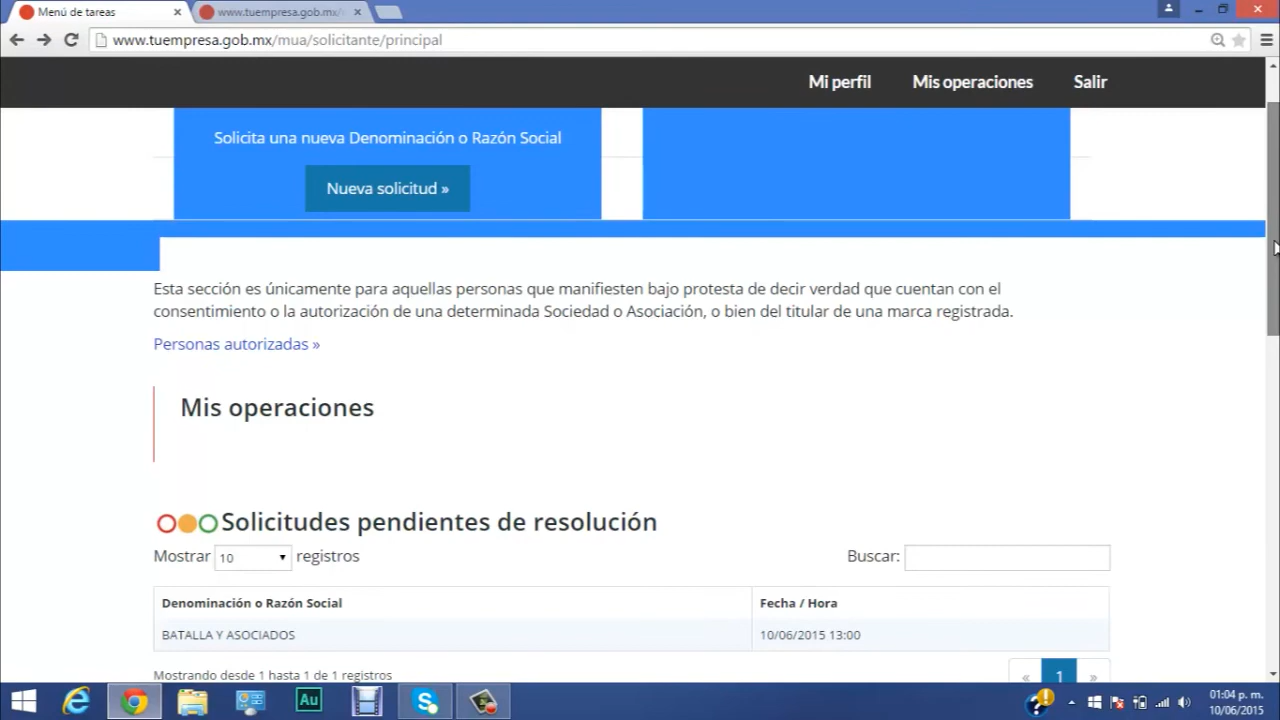 Menú de tareas
www.tuempresa.gob.mx/
www.tuempresa.gob.mx/mua/solicitante/principal
Mi perfil Mis operaciones Salir
Solicita una nueva Denominación o Razón Social
Nueva solicitud »
Esta sección es únicamente para aquellas personas que manifiesten bajo protesta de decir verdad que cuentan con el
consentimiento o la autorización de una determinada Sociedad o Asociación, o bien del titular de una marca registrada.
Personas autorizadas »
Mis operaciones
Solicitudes pendientes de resolución
Mostrar 10 registros Buscar:
Denominación o Razón Social Fecha / Hora
BATALLA Y ASOCIADOS 10/06/2015 13:00
Mostrando desde 1 hasta 1 de 1 registros « 1 »
Au
01:04 p. m.
10/06/2015